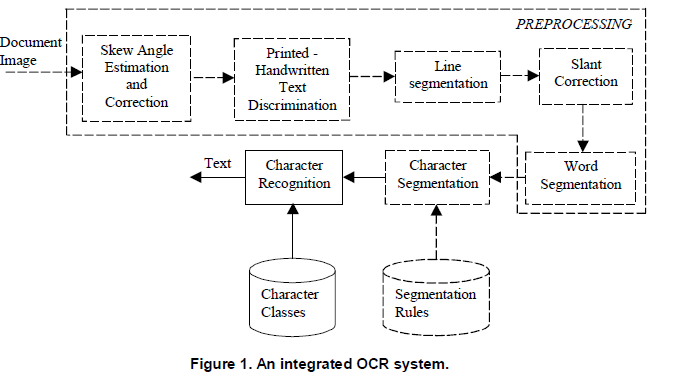 PREPROCESSING
Document
Image
Skew Angle
Estimation
and
Correction
Printed -
Handwritten
Text
Discrimination
Line
segmentation
Slant
Correction
Word
Segmentation
Character
Segmentation
Character
Recognition
Text
Character
Classes
Segmentation
Rules
Figure 1. An integrated OCR system.